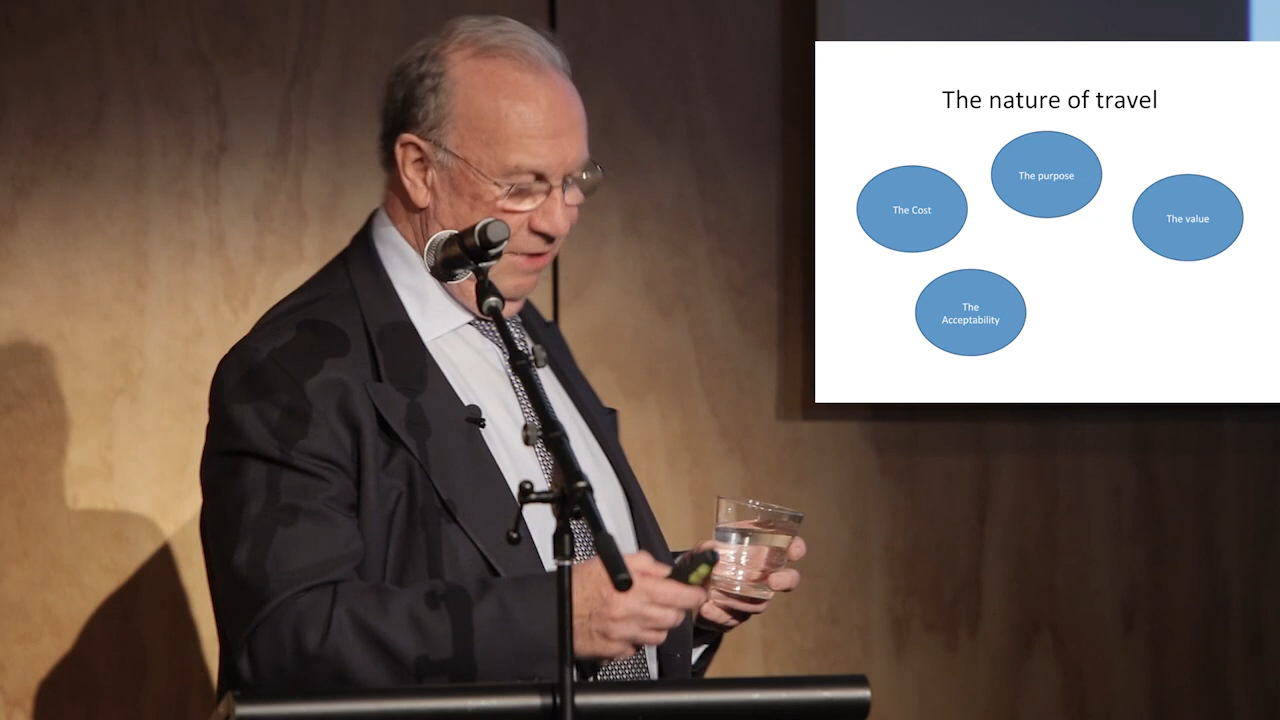 The nature of travel
The purpose
The Cost
The value
The
Acceptability